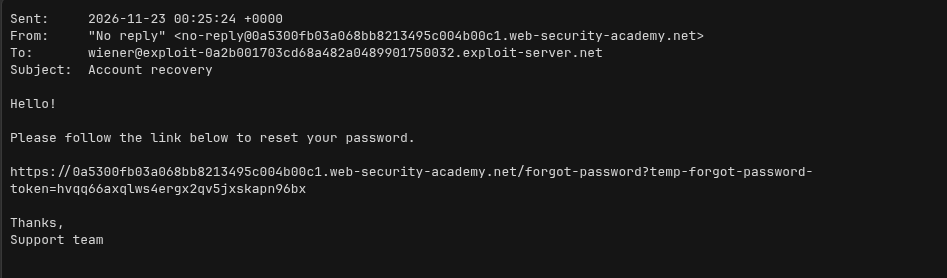 Sent: 2026-11-23 00:25:24 +0000
From: "No reply" <no-reply@0a5300fb03a068bb8213495c004b00c1.web-security-academy.net>
To: wiener@exploit-0a2b001703cd68a482a0489901750032.exploit-server.net
Subject: Account recovery
Hello!
Please follow the link below to reset your password.
https://0a5300fb03a068bb8213495c004b00c1.web-security-academy.net/forgot-password?temp-forgot-password-
token=hvqq66axqlws4ergx2qv5jxskapn96bx
Thanks,
Support team